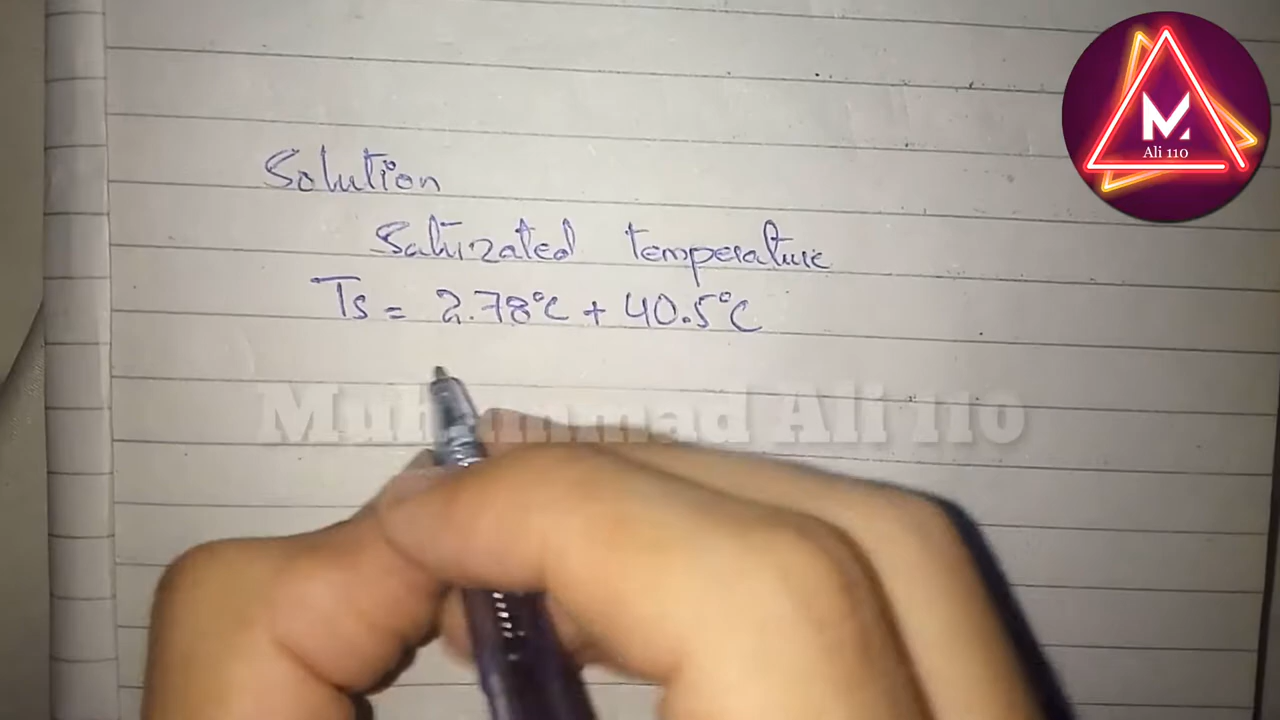 Solution
Saturated temperature
Ts = 2.78°C + 40.5°C
Muhammad Ali 110
M.
Ali 110